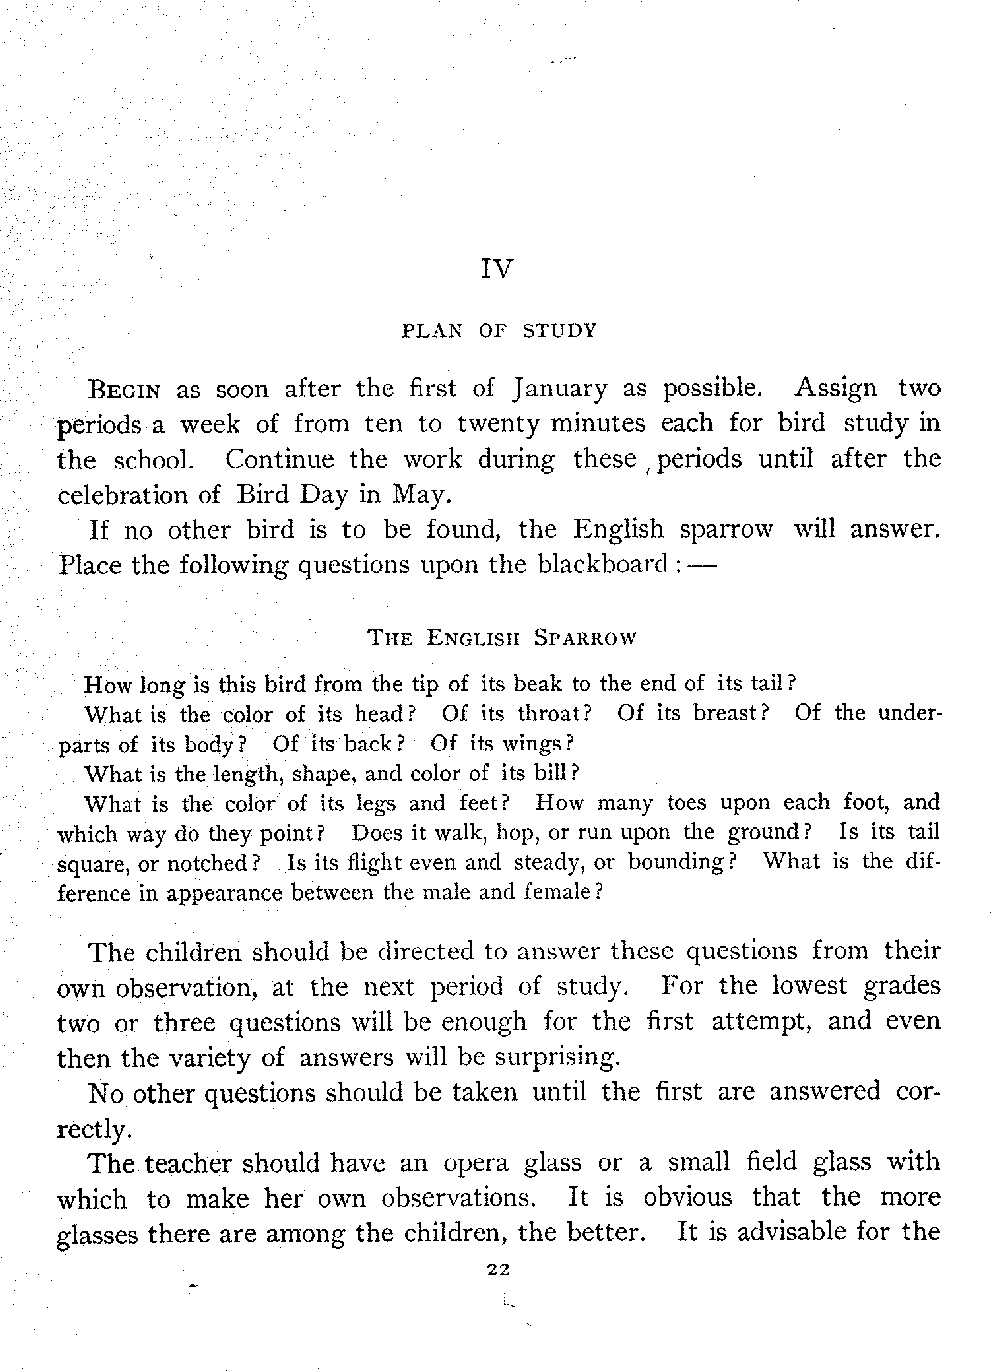 IV
PLAN OF STUDY
BEGIN as soon after the first of January as possible. Assign two
periods a week of from ten to twenty minutes each for bird study in
the school. Continue the work during these periods until after the
celebration of Bird Day in May.
If no other bird is to be found, the English sparrow will answer.
Place the following questions upon the blackboard : —
THE ENGLISH SPARROW
How long is this bird from the tip of its beak to the end of its tail?
What is the color of its head? Of its throat? Of its breast? Of the under-
parts of its body? Of its back? Of its wings?
What is the length, shape, and color of its bill?
What is the color of its legs and feet? How many toes upon each foot, and
which way do they point? Does it walk, hop, or run upon the ground? Is its tail
square, or notched? Is its flight even and steady, or bounding? What is the dif-
ference in appearance between the male and female?
The children should be directed to answer these questions from their
own observation, at the next period of study. For the lowest grades
two or three questions will be enough for the first attempt, and even
then the variety of answers will be surprising.
No other questions should be taken until the first are answered cor-
rectly.
The teacher should have an opera glass or a small field glass with
which to make her own observations. It is obvious that the more
glasses there are among the children, the better. It is advisable for the
22